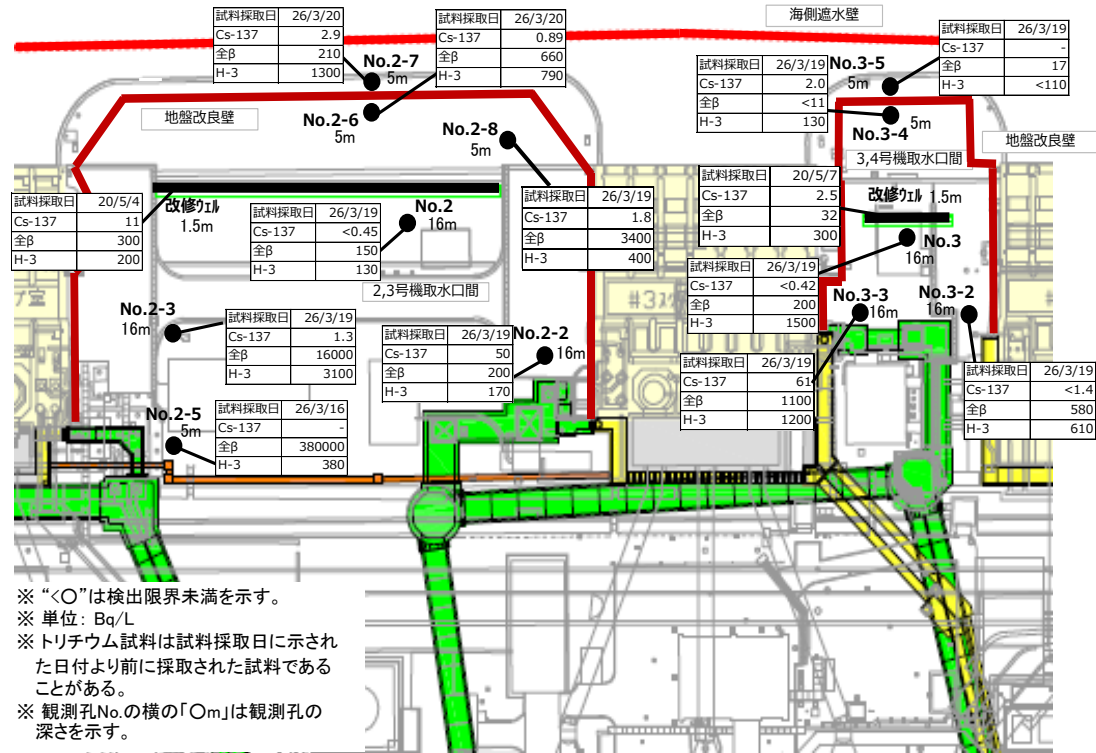 海側遮水壁
試料採取日 26/3/20
Cs-137 2.9
全β 210
H-3 1300
試料採取日 26/3/20
Cs-137 0.89
全β 660
H-3 790
試料採取日 26/3/19
Cs-137 -
全β 17
H-3 <110
試料採取日 26/3/19
Cs-137 2.0
全β <11
H-3 130
No.2-7
5m
No.3-5
5m
地盤改良壁
No.2-6
5m
No.2-8
5m
5m
No.3-4
地盤改良壁
3,4号機取水口間
試料採取日 20/5/4
Cs-137 11
全β 300
H-3 200
改修ウェル
1.5m
試料採取日 26/3/19
Cs-137 <0.45
全β 150
H-3 130
No.2
16m
試料採取日 26/3/19
Cs-137 1.8
全β 3400
H-3 400
試料採取日 20/5/7
Cs-137 2.5
全β 32
H-3 300
改修ウェル 1.5m
No.3
16m
2,3号機取水口間
試料採取日 26/3/19
Cs-137 <0.42
全β 200
H-3 1500
No.2-3
16m
試料採取日 26/3/19
Cs-137 1.3
全β 16000
H-3 3100
試料採取日 26/3/19
Cs-137 50
全β 200
H-3 170
No.2-2
16m
No.3-3
16m
No.3-2
16m
試料採取日 26/3/19
Cs-137 61
全β 1100
H-3 1200
試料採取日 26/3/19
Cs-137 <1.4
全β 580
H-3 610
No.2-5
5m
試料採取日 26/3/16
Cs-137 -
全β 380000
H-3 380
※ “<〇”は検出限界未満を示す。
※ 単位： Bq/L
※ トリチウム試料は試料採取日に示され
た日付より前に採取された試料である
ことがある。
※ 観測孔No.の横の「〇m」は観測孔の
深さを示す。